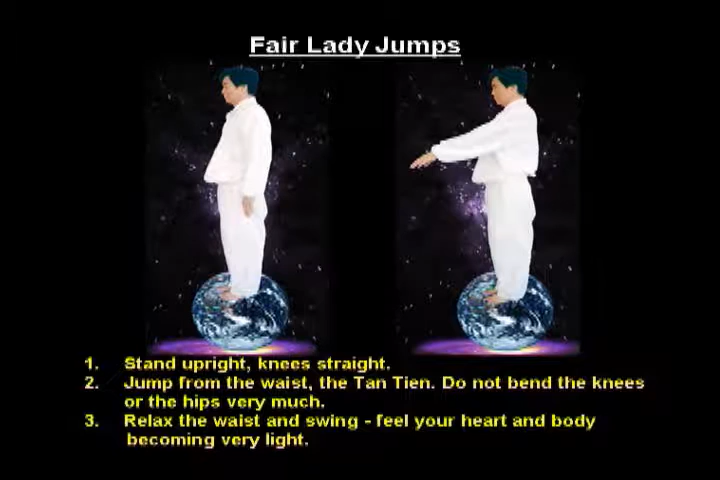 Fair Lady Jumps
1. Stand upright, knees straight.
2. Jump from the waist, the Tan Tien. Do not bend the knees
or the hips very much.
3. Relax the waist and swing - feel your heart and body
becoming very light.